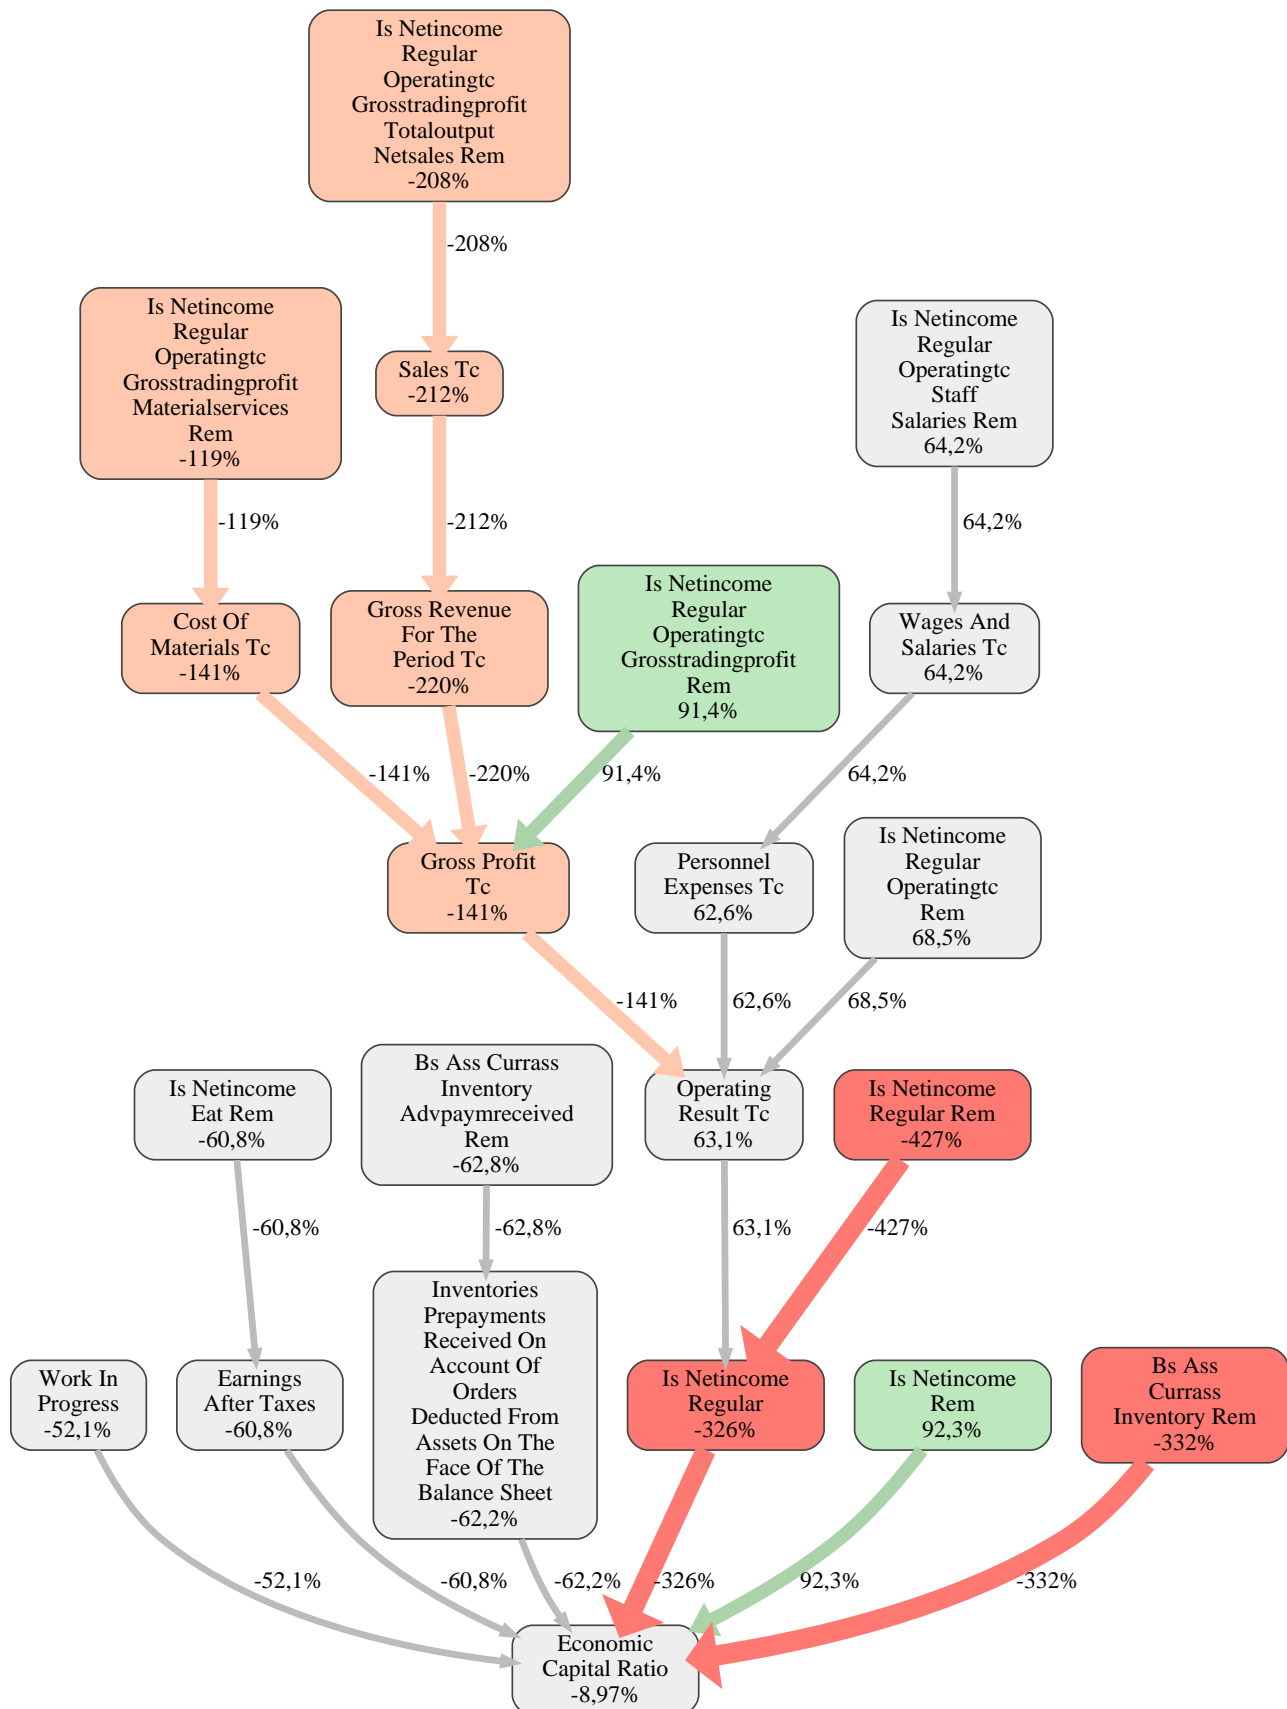 Is Netincome
Regular
Operatingtc
Grosstradingprofit
Totaloutput
Netsales Rem
-208%
-208%
Is Netincome
Regular
Operatingtc
Grosstradingprofit
Materialservices
Rem
-119%
Sales Tc
-212%
Is Netincome
Regular
Operatingtc
Staff
Salaries Rem
64,2%
-119%
-212%
64,2%
Cost Of
Materials Tc
-141%
Gross Revenue
For The
Period Tc
-220%
Is Netincome
Regular
Operatingtc
Grosstradingprofit
Rem
91,4%
Wages And
Salaries Tc
64,2%
-141%
-220%
91,4%
64,2%
Gross Profit
Tc
-141%
Personnel
Expenses Tc
62,6%
Is Netincome
Regular
Operatingtc
Rem
68,5%
-141%
62,6%
68,5%
Is Netincome
Eat Rem
-60,8%
Bs Ass Currass
Inventory
Advpaymreceived
Rem
-62,8%
Operating
Result Tc
63,1%
Is Netincome
Regular Rem
-427%
-60,8%
-62,8%
63,1%
-427%
Work In
Progress
-52,1%
Earnings
After Taxes
-60,8%
Inventories
Prepayments
Received On
Account Of
Orders
Deducted From
Assets On The
Face Of The
Balance Sheet
-62,2%
Is Netincome
Regular
-326%
Is Netincome
Rem
92,3%
Bs Ass
Currass
Inventory Rem
-332%
-52,1%
-60,8%
-62,2%
-326%
92,3%
-332%
Economic
Capital Ratio
-8,97%